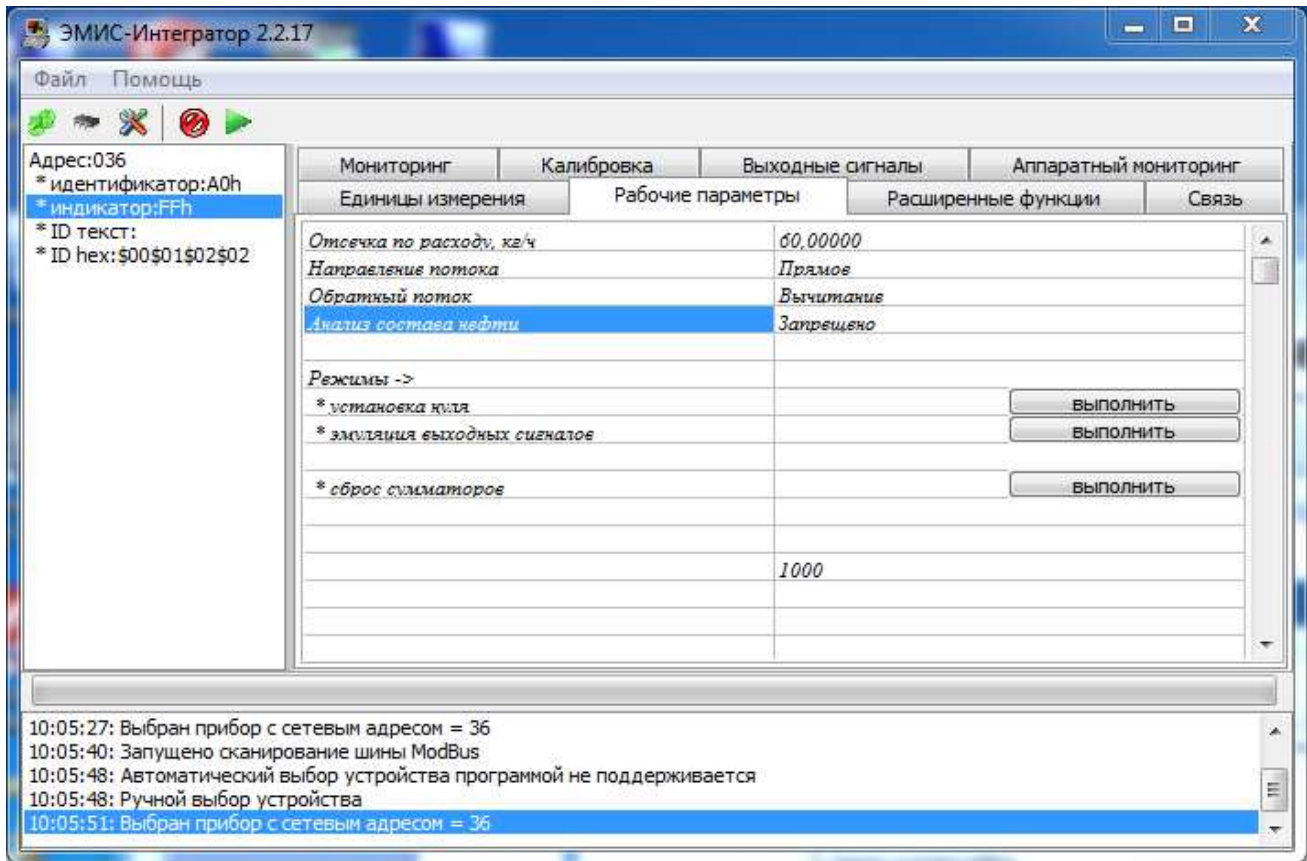 ЭМИС-Интегратор 2.2.17
Файл Помощь
Адрес:036
* идентификатор:A0h
* индикатор:FFh
* ID текст:
* ID hex:$00$01$02$02
Мониторинг Калибровка Выходные сигналы Аппаратный мониторинг
Единицы измерения Рабочие параметры Расширенные функции Связь
Отсечка по расходу, кг/ч 60,00000
Направление потока Прямое
Обратный поток Вычитание
Анализ состава нефти Запрещено
Режимы ->
* установка нуля выполнить
* эмуляция выходных сигналов выполнить
* сброс сумматоров выполнить
1000
10:05:27: Выбран прибор с сетевым адресом = 36
10:05:40: Запущено сканирование шины ModBus
10:05:48: Автоматический выбор устройства программой не поддерживается
10:05:48: Ручной выбор устройства
10:05:51: Выбран прибор с сетевым адресом = 36